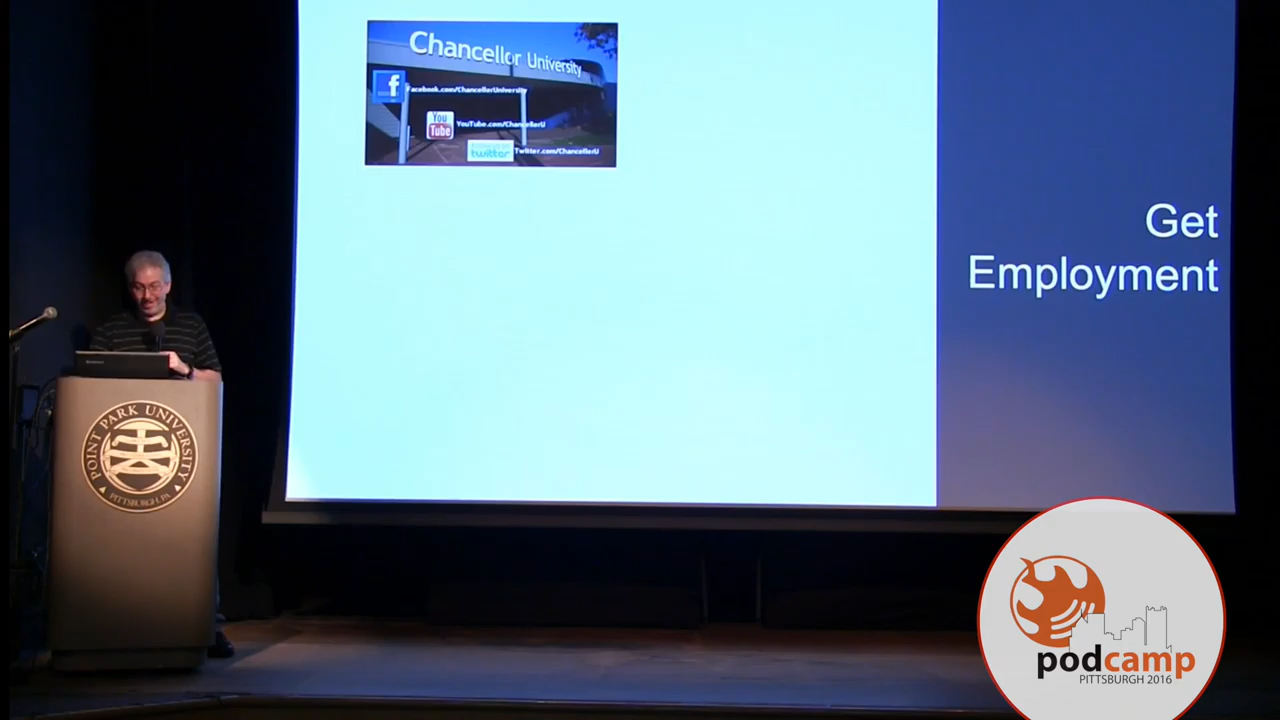 Chancellor University
f
Facebook.com/ChancellorUniversity
You
Tube
YouTube.com/ChancellorU
twitter
Twitter.com/ChancellorU
Get
Employment
POINT PARK UNIVERSITY
PITTSBURGH, PA
podcamp
PITTSBURGH 2016